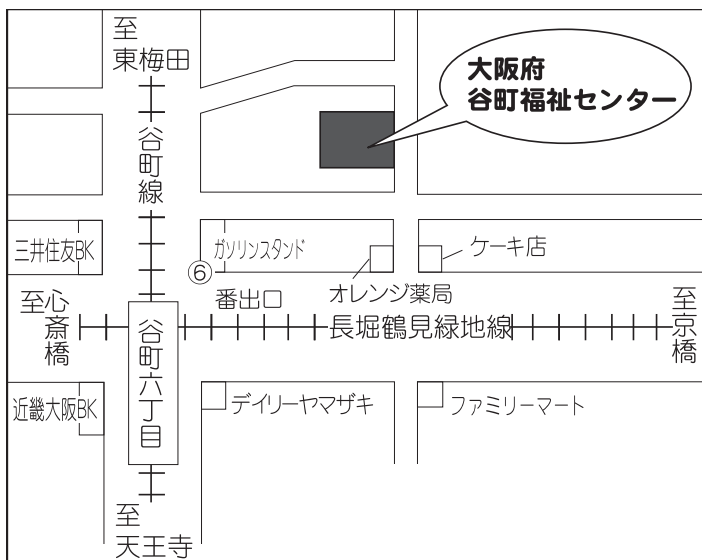 至
東梅田
大阪府
谷町福祉センター
谷町線
三井住友BK
ガソリンスタンド
ケーキ店
⑥
番出口
オレンジ薬局
至心斎橋
谷町六丁目
長堀鶴見緑地線
至京橋
近畿大阪BK
デイリーヤマザキ
ファミリーマート
至
天王寺